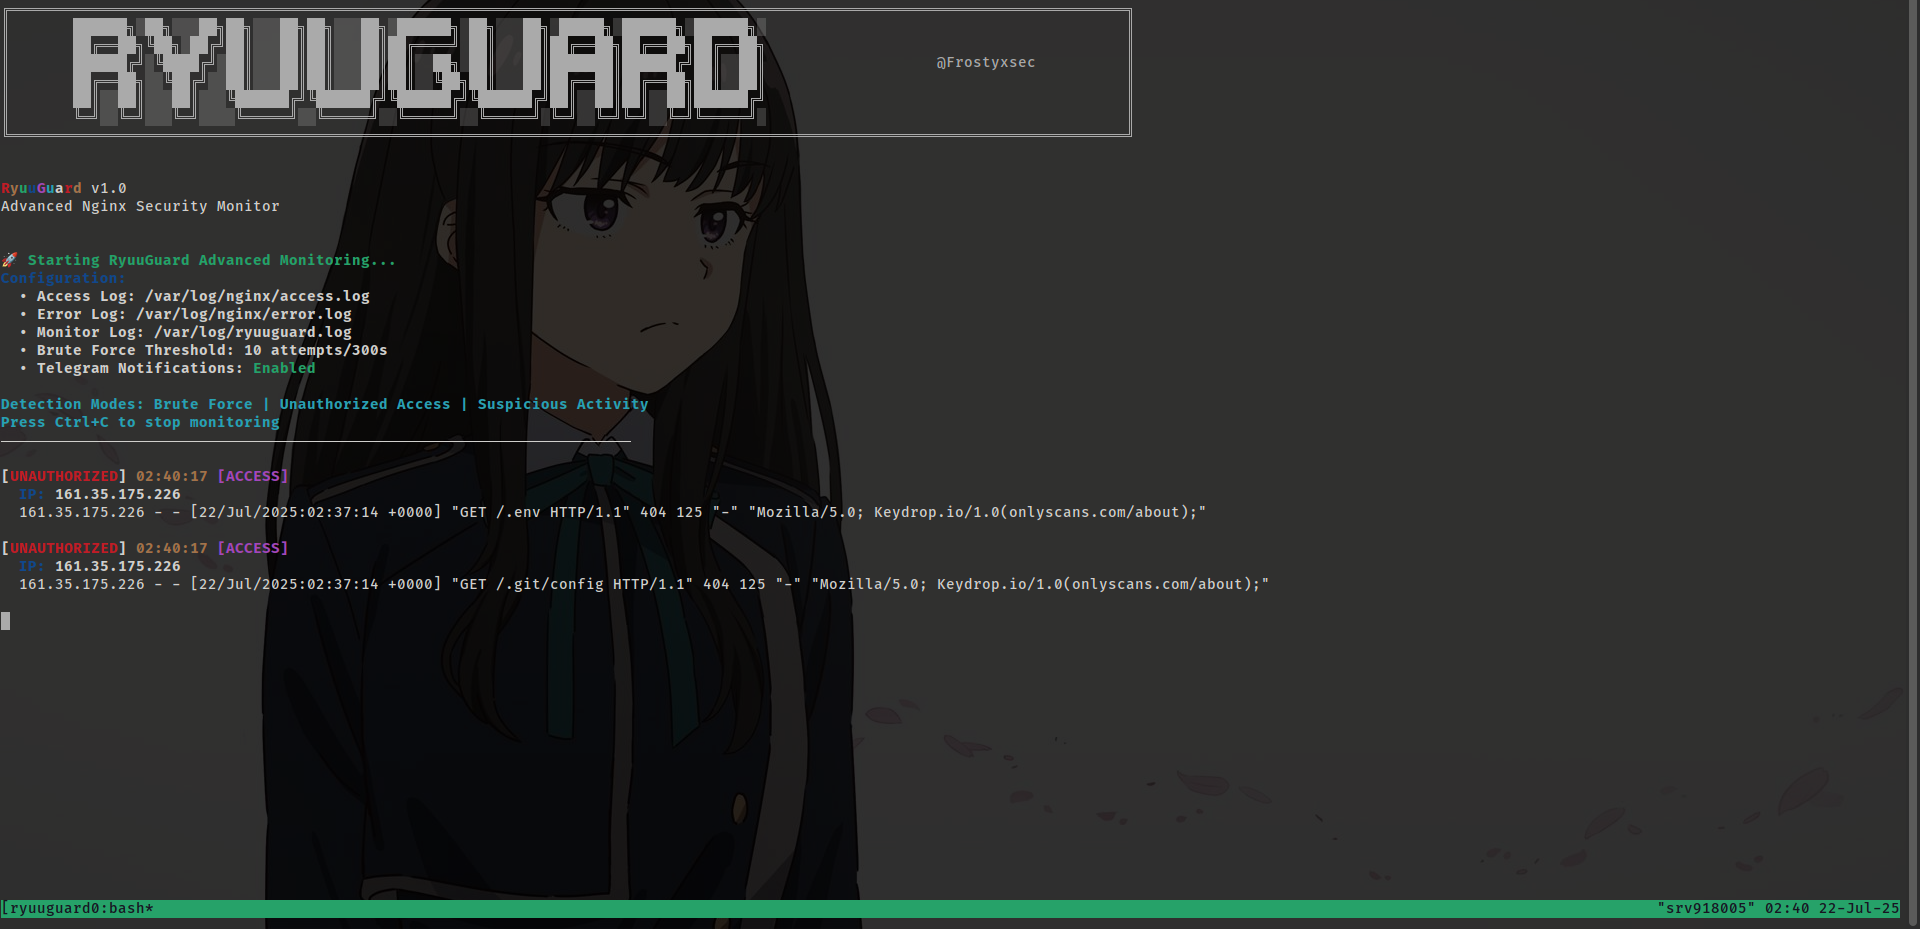 RYUUGUARD
@Frostyxsec
RyuuGuard v1.0
Advanced Nginx Security Monitor
🚀 Starting RyuuGuard Advanced Monitoring...
Configuration:
• Access Log: /var/log/nginx/access.log
• Error Log: /var/log/nginx/error.log
• Monitor Log: /var/log/ryuuguard.log
• Brute Force Threshold: 10 attempts/300s
• Telegram Notifications: Enabled
Detection Modes: Brute Force | Unauthorized Access | Suspicious Activity
Press Ctrl+C to stop monitoring
[UNAUTHORIZED] 02:40:17 [ACCESS]
IP: 161.35.175.226
161.35.175.226 - - [22/Jul/2025:02:37:14 +0000] "GET /.env HTTP/1.1" 404 125 "-" "Mozilla/5.0; Keydrop.io/1.0(onlyscans.com/about);"
[UNAUTHORIZED] 02:40:17 [ACCESS]
IP: 161.35.175.226
161.35.175.226 - - [22/Jul/2025:02:37:14 +0000] "GET /.git/config HTTP/1.1" 404 125 "-" "Mozilla/5.0; Keydrop.io/1.0(onlyscans.com/about);"
[ryuuguard0:bash* "srv918005" 02:40 22-Jul-25